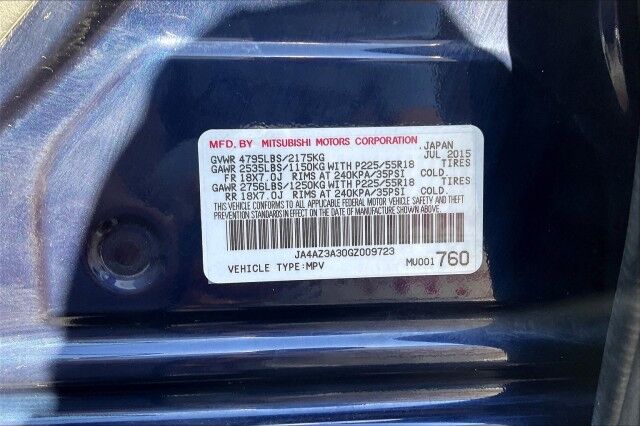 MFD. BY MITSUBISHI MOTORS CORPORATION JAPAN
GVWR 4795LBS/2175KG JUL 2015
GAWR 2535LBS/1150KG WITH P225/55R18 TIRES
FR 18X7.0J RIMS AT 240KPA/35PSI COLD.
GAWR 2756LBS/1250KG WITH P225/55R18 TIRES
RR 18X7.0J RIMS AT 240KPA/35PSI COLD.
THIS VEHICLE CONFORMS TO ALL APPLICABLE FEDERAL MOTOR VEHICLE SAFETY AND THEFT
PREVENTION STANDARDS IN EFFECT ON THE DATE OF MANUFACTURE SHOWN ABOVE.
JA4AZ3A30GZ009723
VEHICLE TYPE:MPV MU001 760